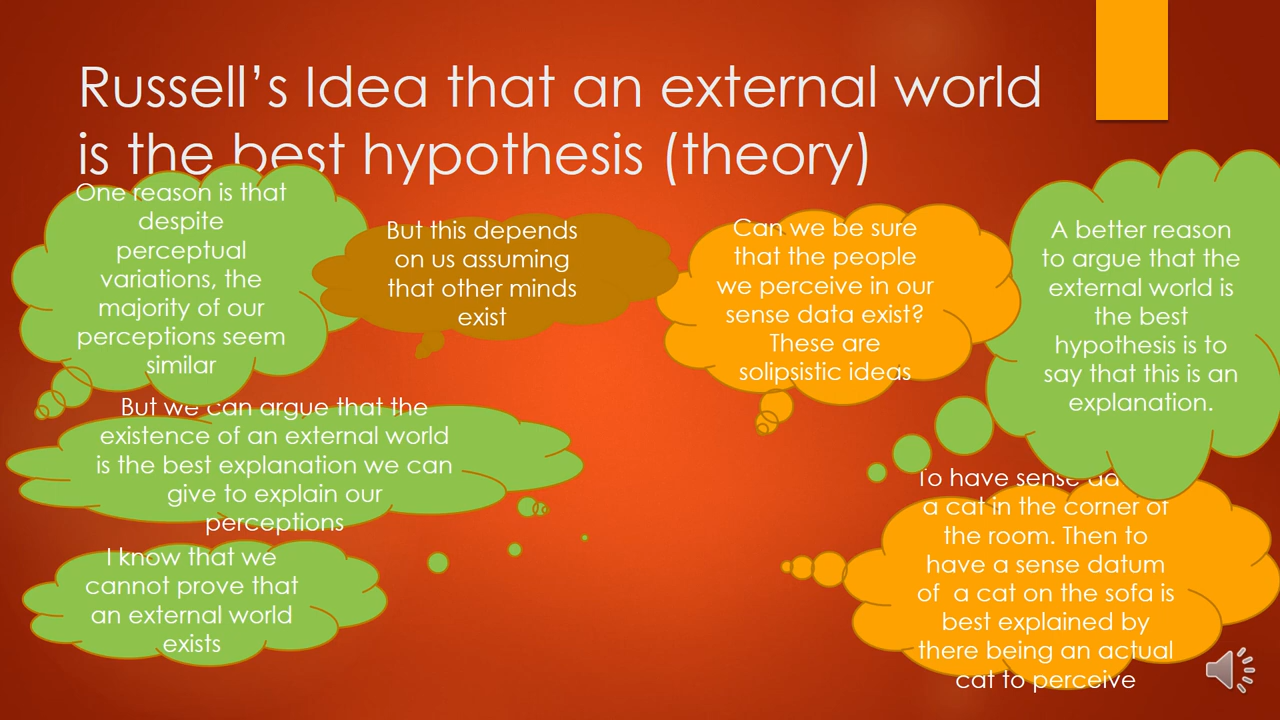 Russell’s Idea that an external world
is the best hypothesis (theory)
One reason is that
despite
perceptual
variations, the
majority of our
perceptions seem
similar
But this depends
on us assuming
that other minds
exist
Can we be sure
that the people
we perceive in our
sense data exist?
These are
solipsistic ideas
A better reason
to argue that the
external world is
the best
hypothesis is to
say that this is an
explanation.
But we can argue that the
existence of an external world
is the best explanation we can
give to explain our
perceptions
I know that we
cannot prove that
an external world
exists
To have sense
a cat in the corner of
the room. Then to
have a sense datum
of a cat on the sofa is
best explained by
there being an actual
cat to perceive